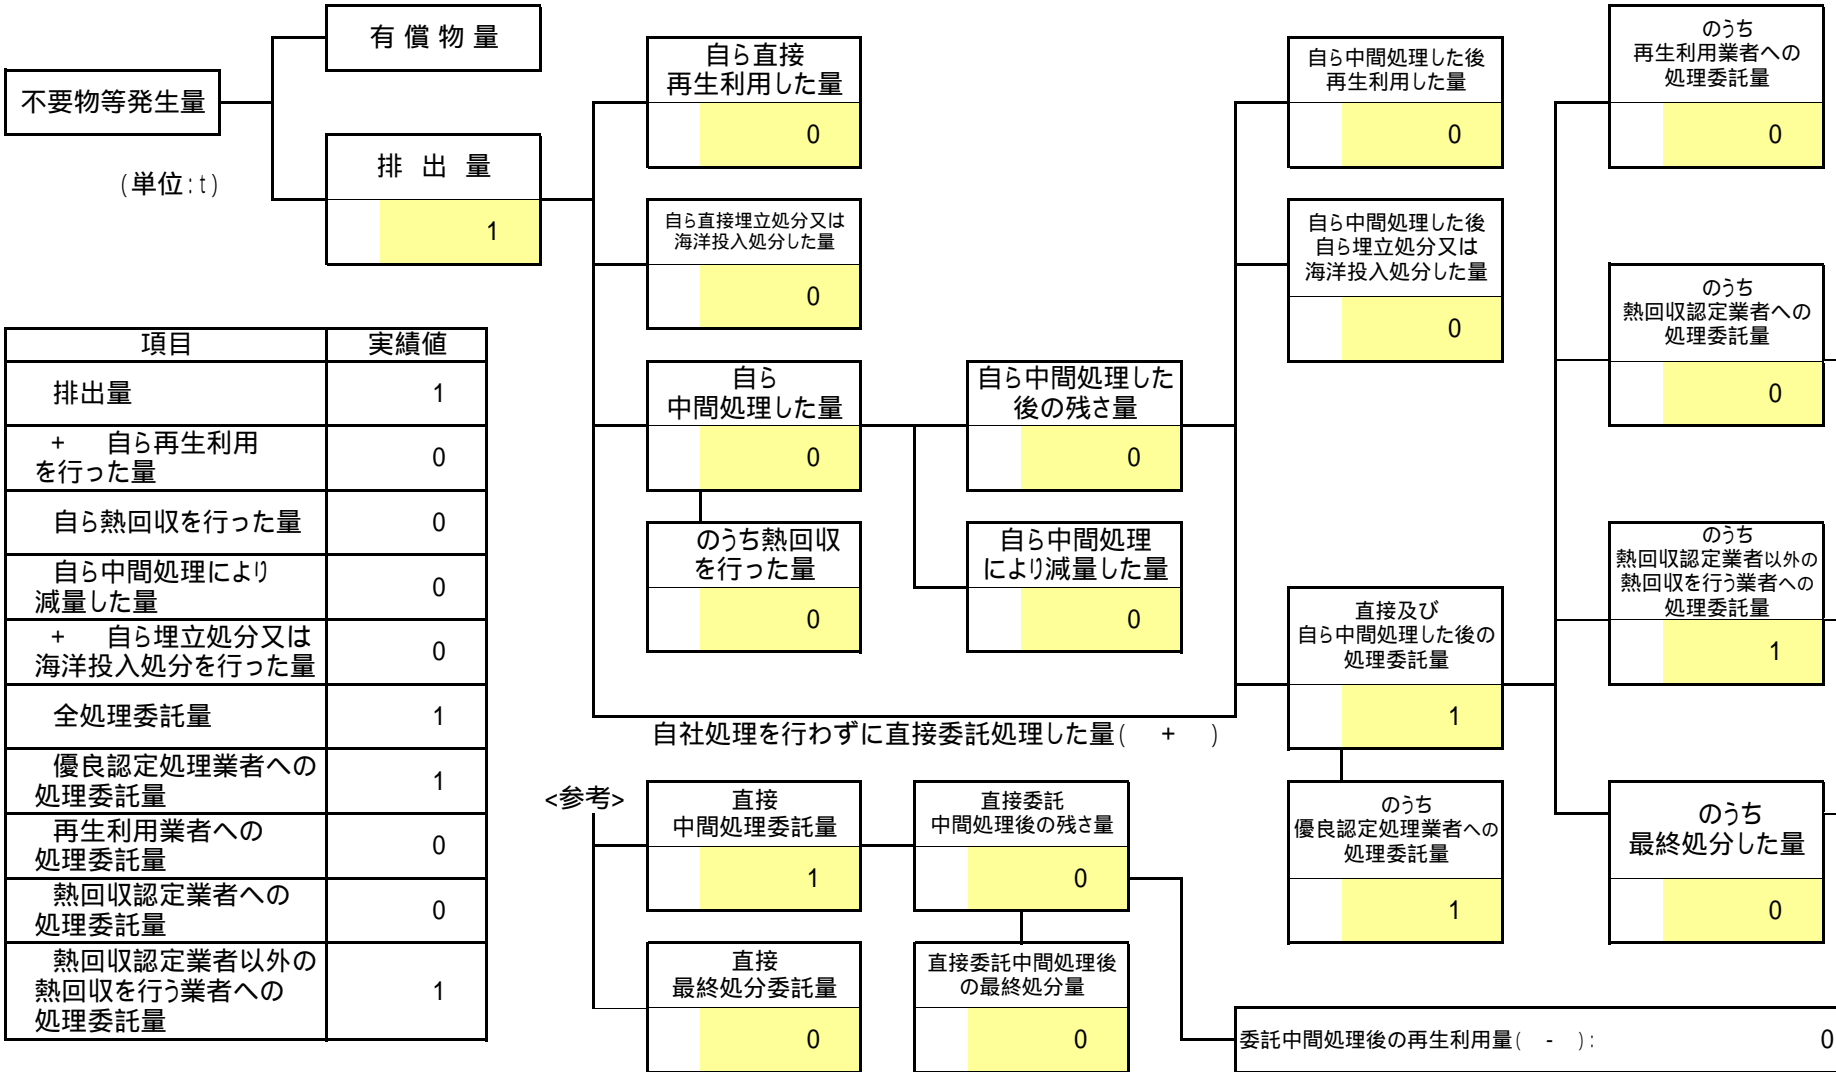 有 償 物 量
不要物等発生量
(単位:t)
排 出 量
1
自ら直接
再生利用した量
0
自ら直接埋立処分又は
海洋投入処分した量
0
自ら
中間処理した量
0
のうち熱回収
を行った量
0
自ら中間処理した
後の残さ量
0
自ら中間処理
により減量した量
0
自ら中間処理した後
再生利用した量
0
自ら中間処理した後
自ら埋立処分又は
海洋投入処分した量
0
直接及び
自ら中間処理した後の
処理委託量
1
のうち
優良認定処理業者への
処理委託量
1
のうち
再生利用業者への
処理委託量
0
のうち
熱回収認定業者への
処理委託量
0
のうち
熱回収認定業者以外の
熱回収を行う業者への
処理委託量
1
のうち
最終処分した量
0
自社処理を行わずに直接委託処理した量( + )
<参考>
直接
中間処理委託量
1
直接
最終処分委託量
0
直接委託
中間処理後の残さ量
0
直接委託中間処理後
の最終処分量
0
委託中間処理後の再生利用量( - ): 0
項目 実績値
排出量 1
+ 自ら再生利用
を行った量 0
自ら熱回収を行った量 0
自ら中間処理により
減量した量 0
+ 自ら埋立処分又は
海洋投入処分を行った量 0
全処理委託量 1
優良認定処理業者への
処理委託量 1
再生利用業者への
処理委託量 0
熱回収認定業者への
処理委託量 0
熱回収認定業者以外の
熱回収を行う業者への
処理委託量 1